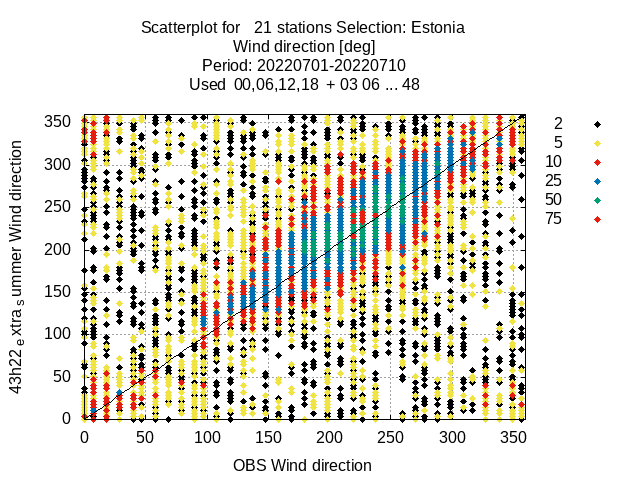 Scatterplot for 21 stations Selection: Estonia
Wind direction [deg]
Period: 20220701-20220710
Used 00,06,12,18 + 03 06 ... 48
43h22 e xtra s ummer Wind direction
350
300
250
200
150
100
50
0
0 50 100 150 200 250 300 350
OBS Wind direction
2
5
10
25
50
75